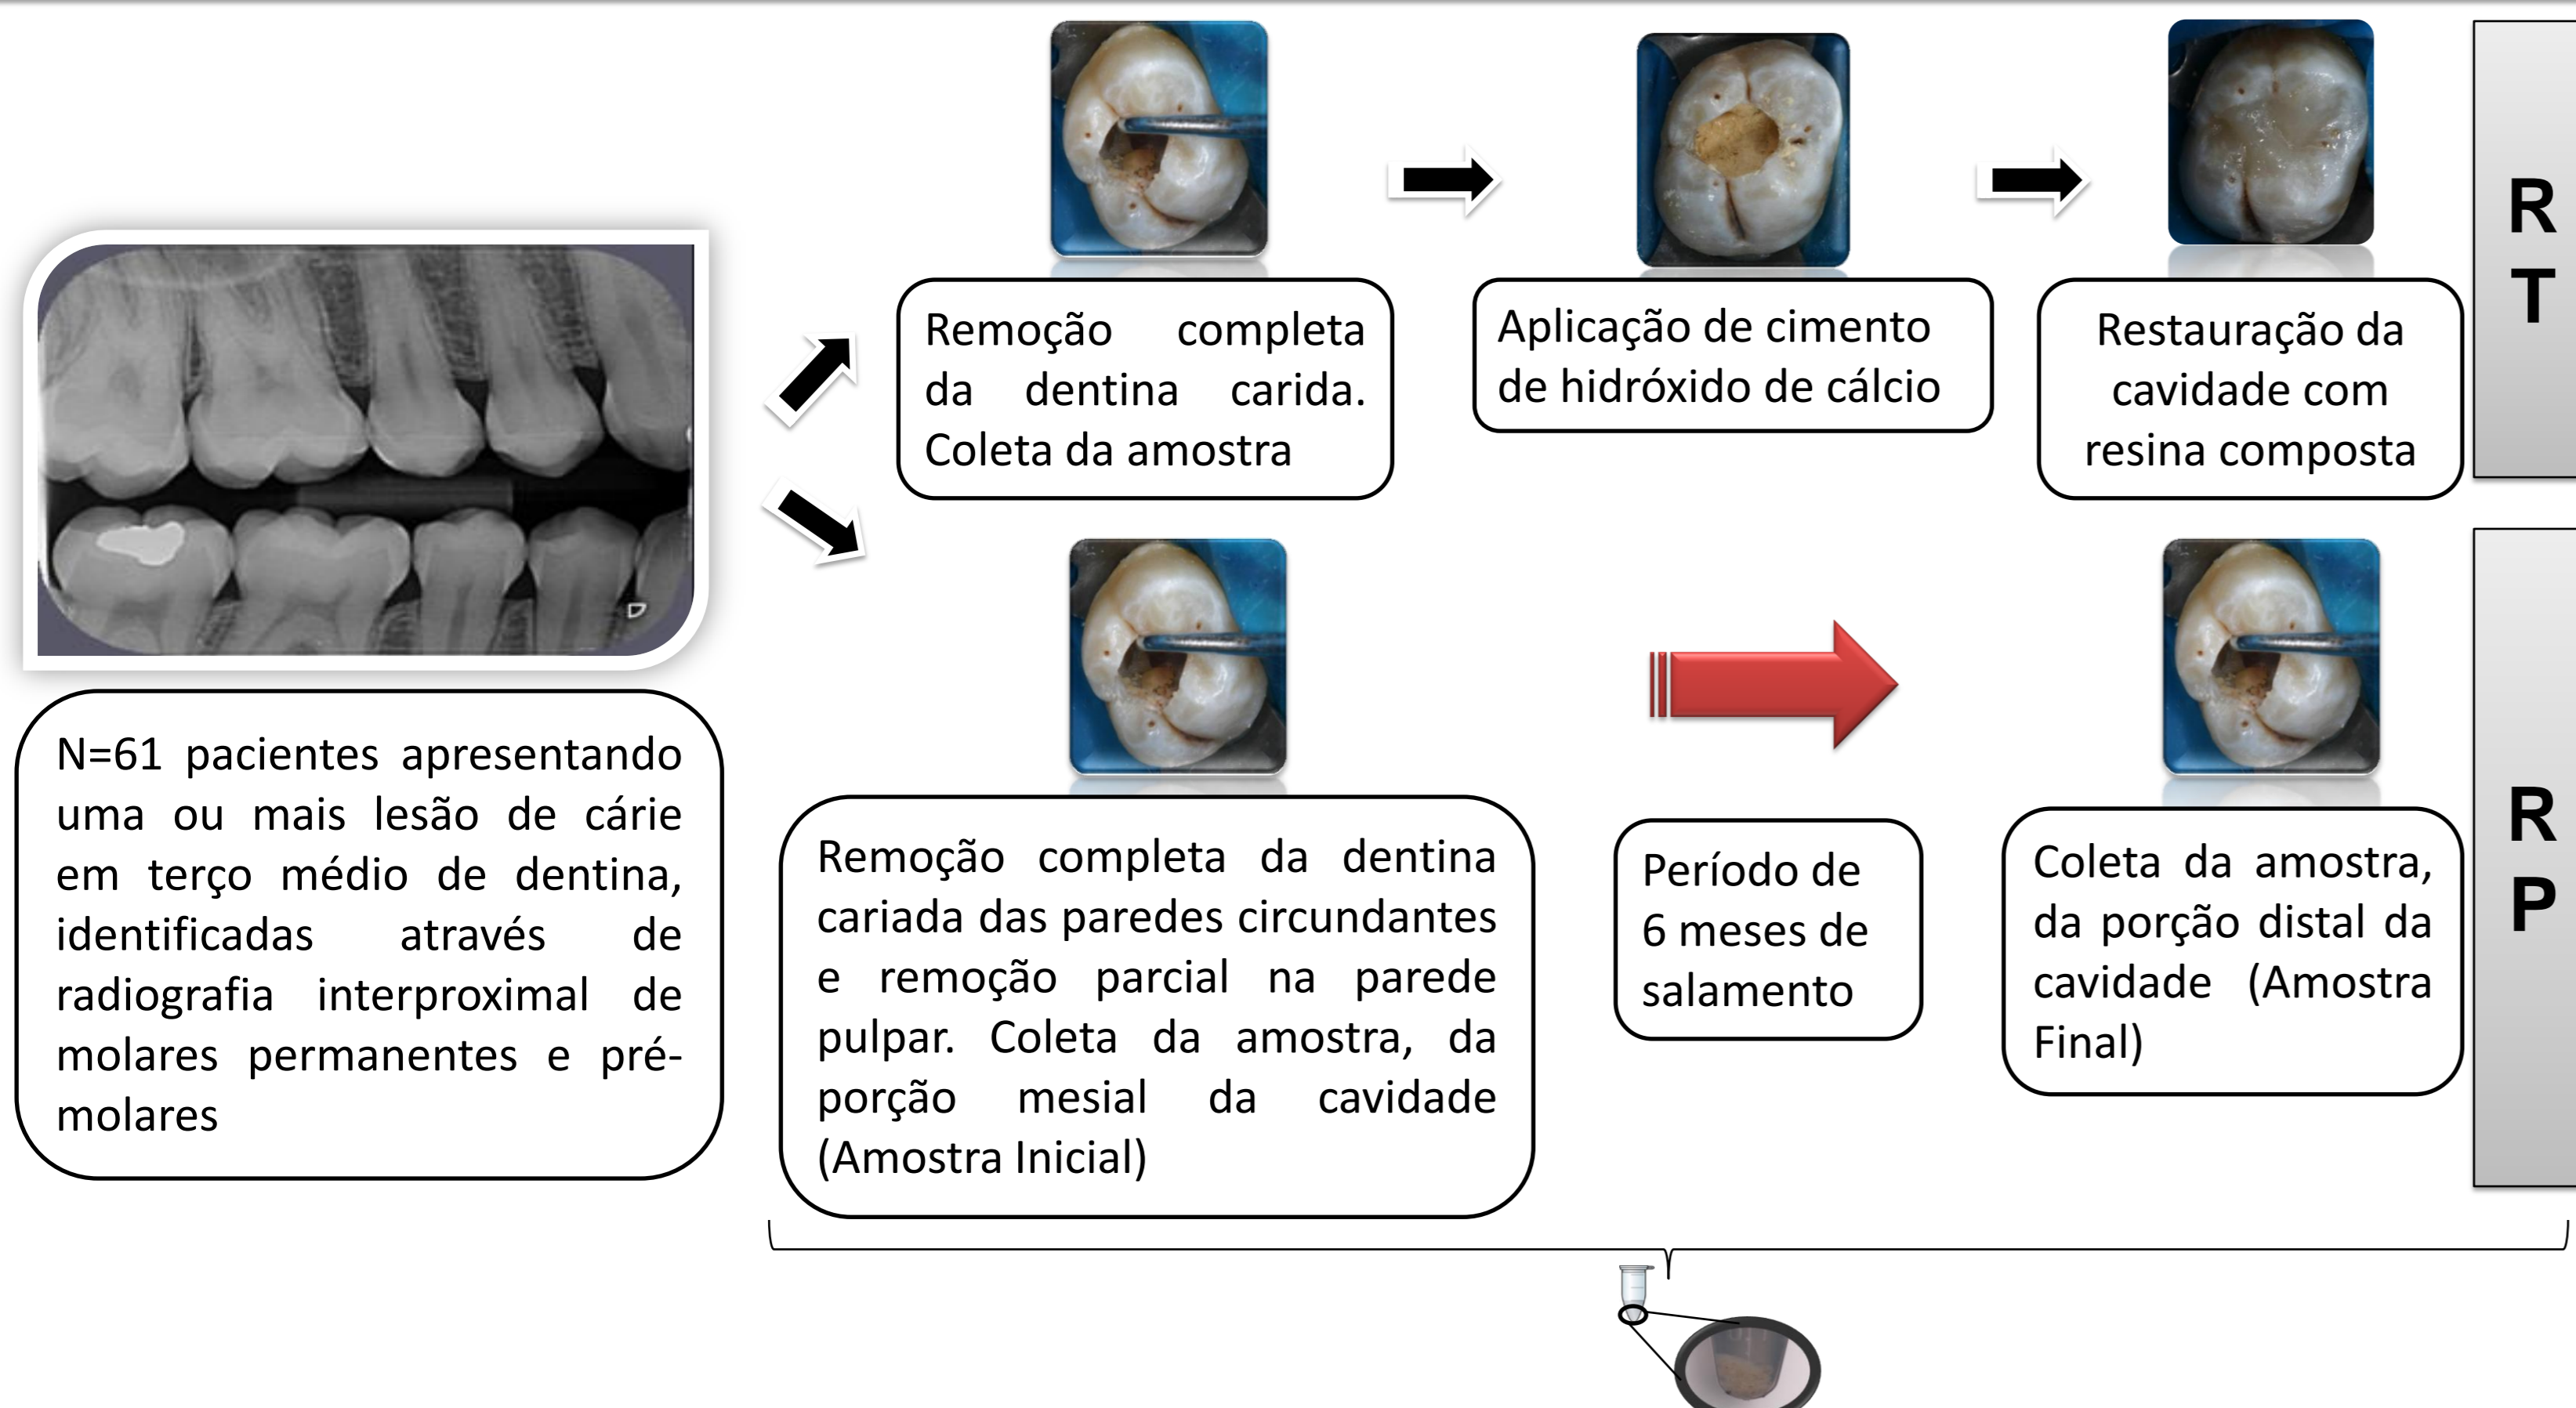 Remoção completa
da dentina carida.
Coleta da amostra
Aplicação de cimento
de hidróxido de cálcio
Restauração da
cavidade com
resina composta
R
T
N=61 pacientes apresentando
uma ou mais lesão de cárie
em terço médio de dentina,
identificadas através de
radiografia interproximal de
molares permanentes e pré-
molares
Remoção completa da dentina
cariada das paredes circundantes
e remoção parcial na parede
pulpar. Coleta da amostra, da
porção mesial da cavidade
(Amostra Inicial)
Período de
6 meses de
salamento
Coleta da amostra,
da porção distal da
cavidade (Amostra
Final)
R
P
D